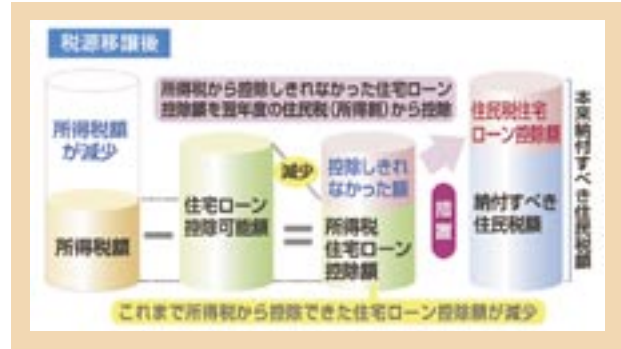 税源移譲後
所得税から控除しきれなかった住宅ローン
控除額を翌年度の住民税(所得割)から控除
所得税額
が減少
所得税額
－
住宅ローン
控除可能額
＝
減少
控除しきれ
なかった額
所得税
住宅ローン
控除額
措置
住民税住宅
ローン控除額
納付すべき
住民税額
本来納付すべき住民税額
これまで所得税から控除できた住宅ローン控除額が減少